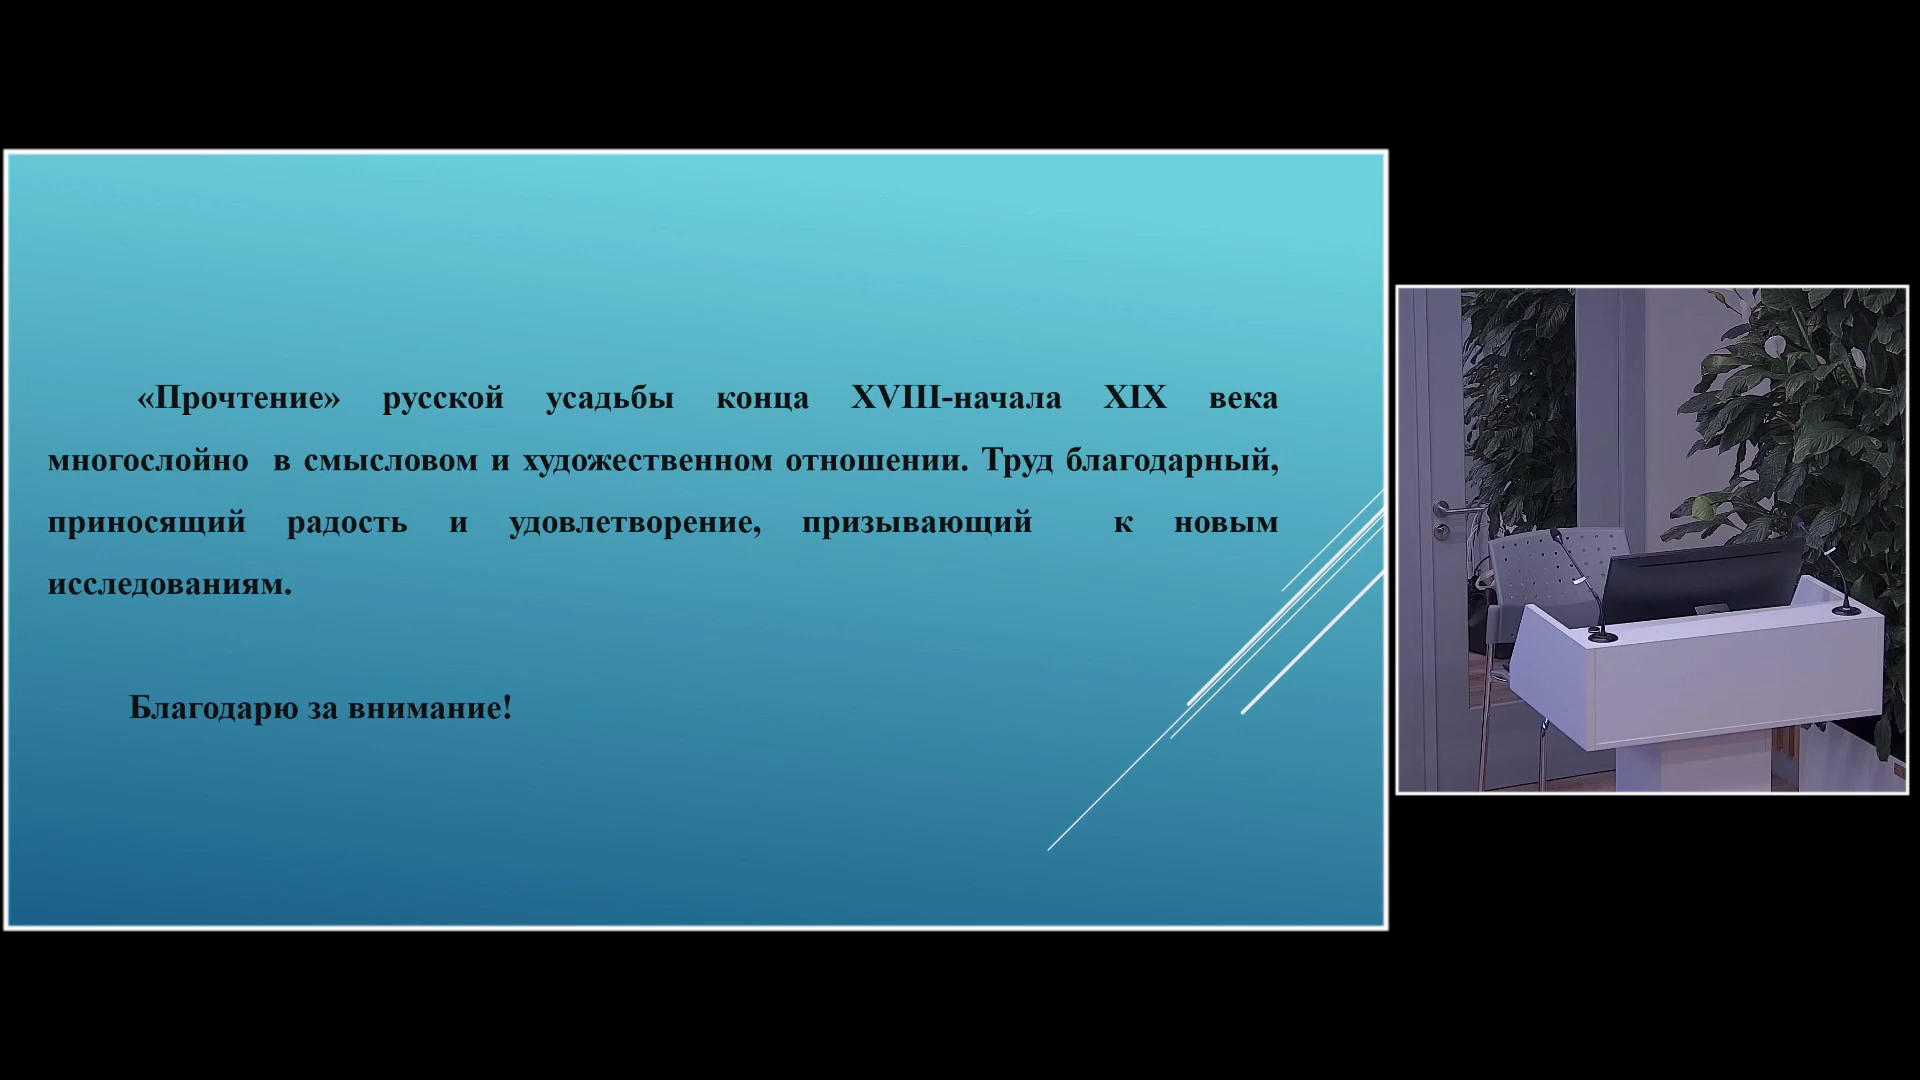 «Прочтение» русской усадьбы конца XVIII-начала XIX века
многослойно в смысловом и художественном отношении. Труд благодарный,
приносящий радость и удовлетворение, призывающий к новым
исследованиям.
Благодарю за внимание!